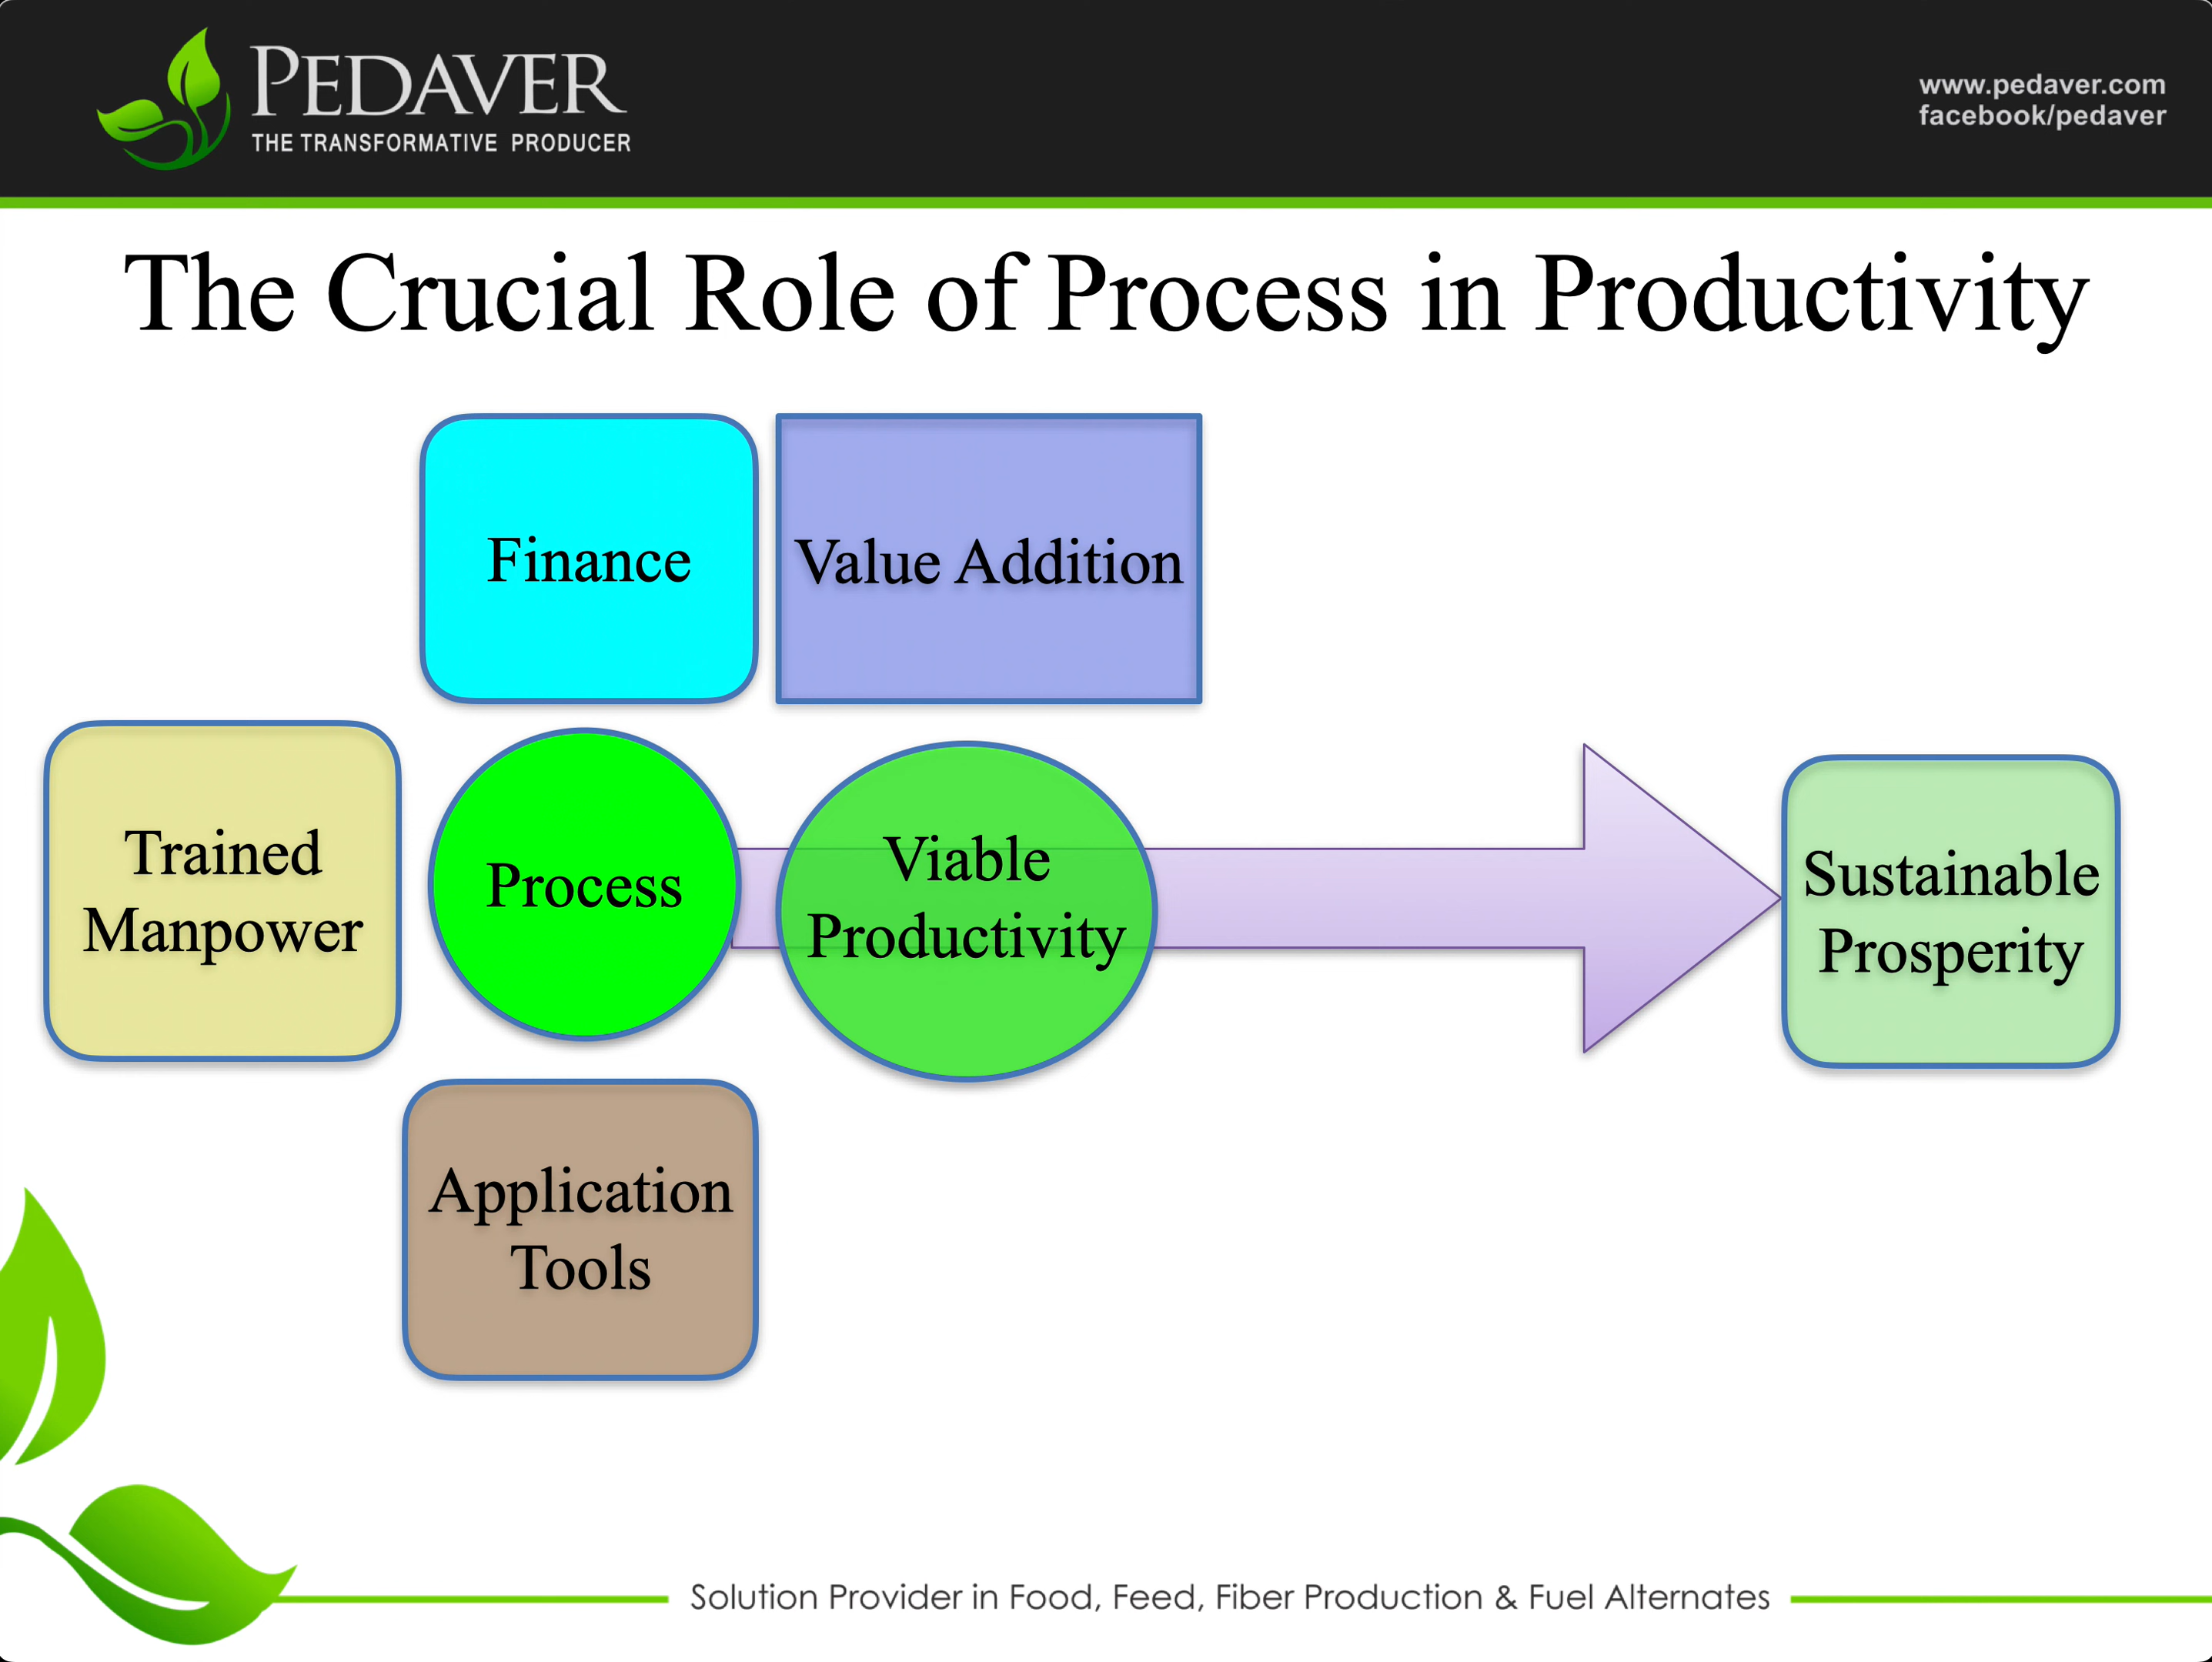 PEDAVER
THE TRANSFORMATIVE PRODUCER
www.pedaver.com
facebook/pedaver
The Crucial Role of Process in Productivity
Finance
Value Addition
Trained
Manpower
Process
Viable
Productivity
Sustainable
Prosperity
Application
Tools
Solution Provider in Food, Feed, Fiber Production & Fuel Alternates